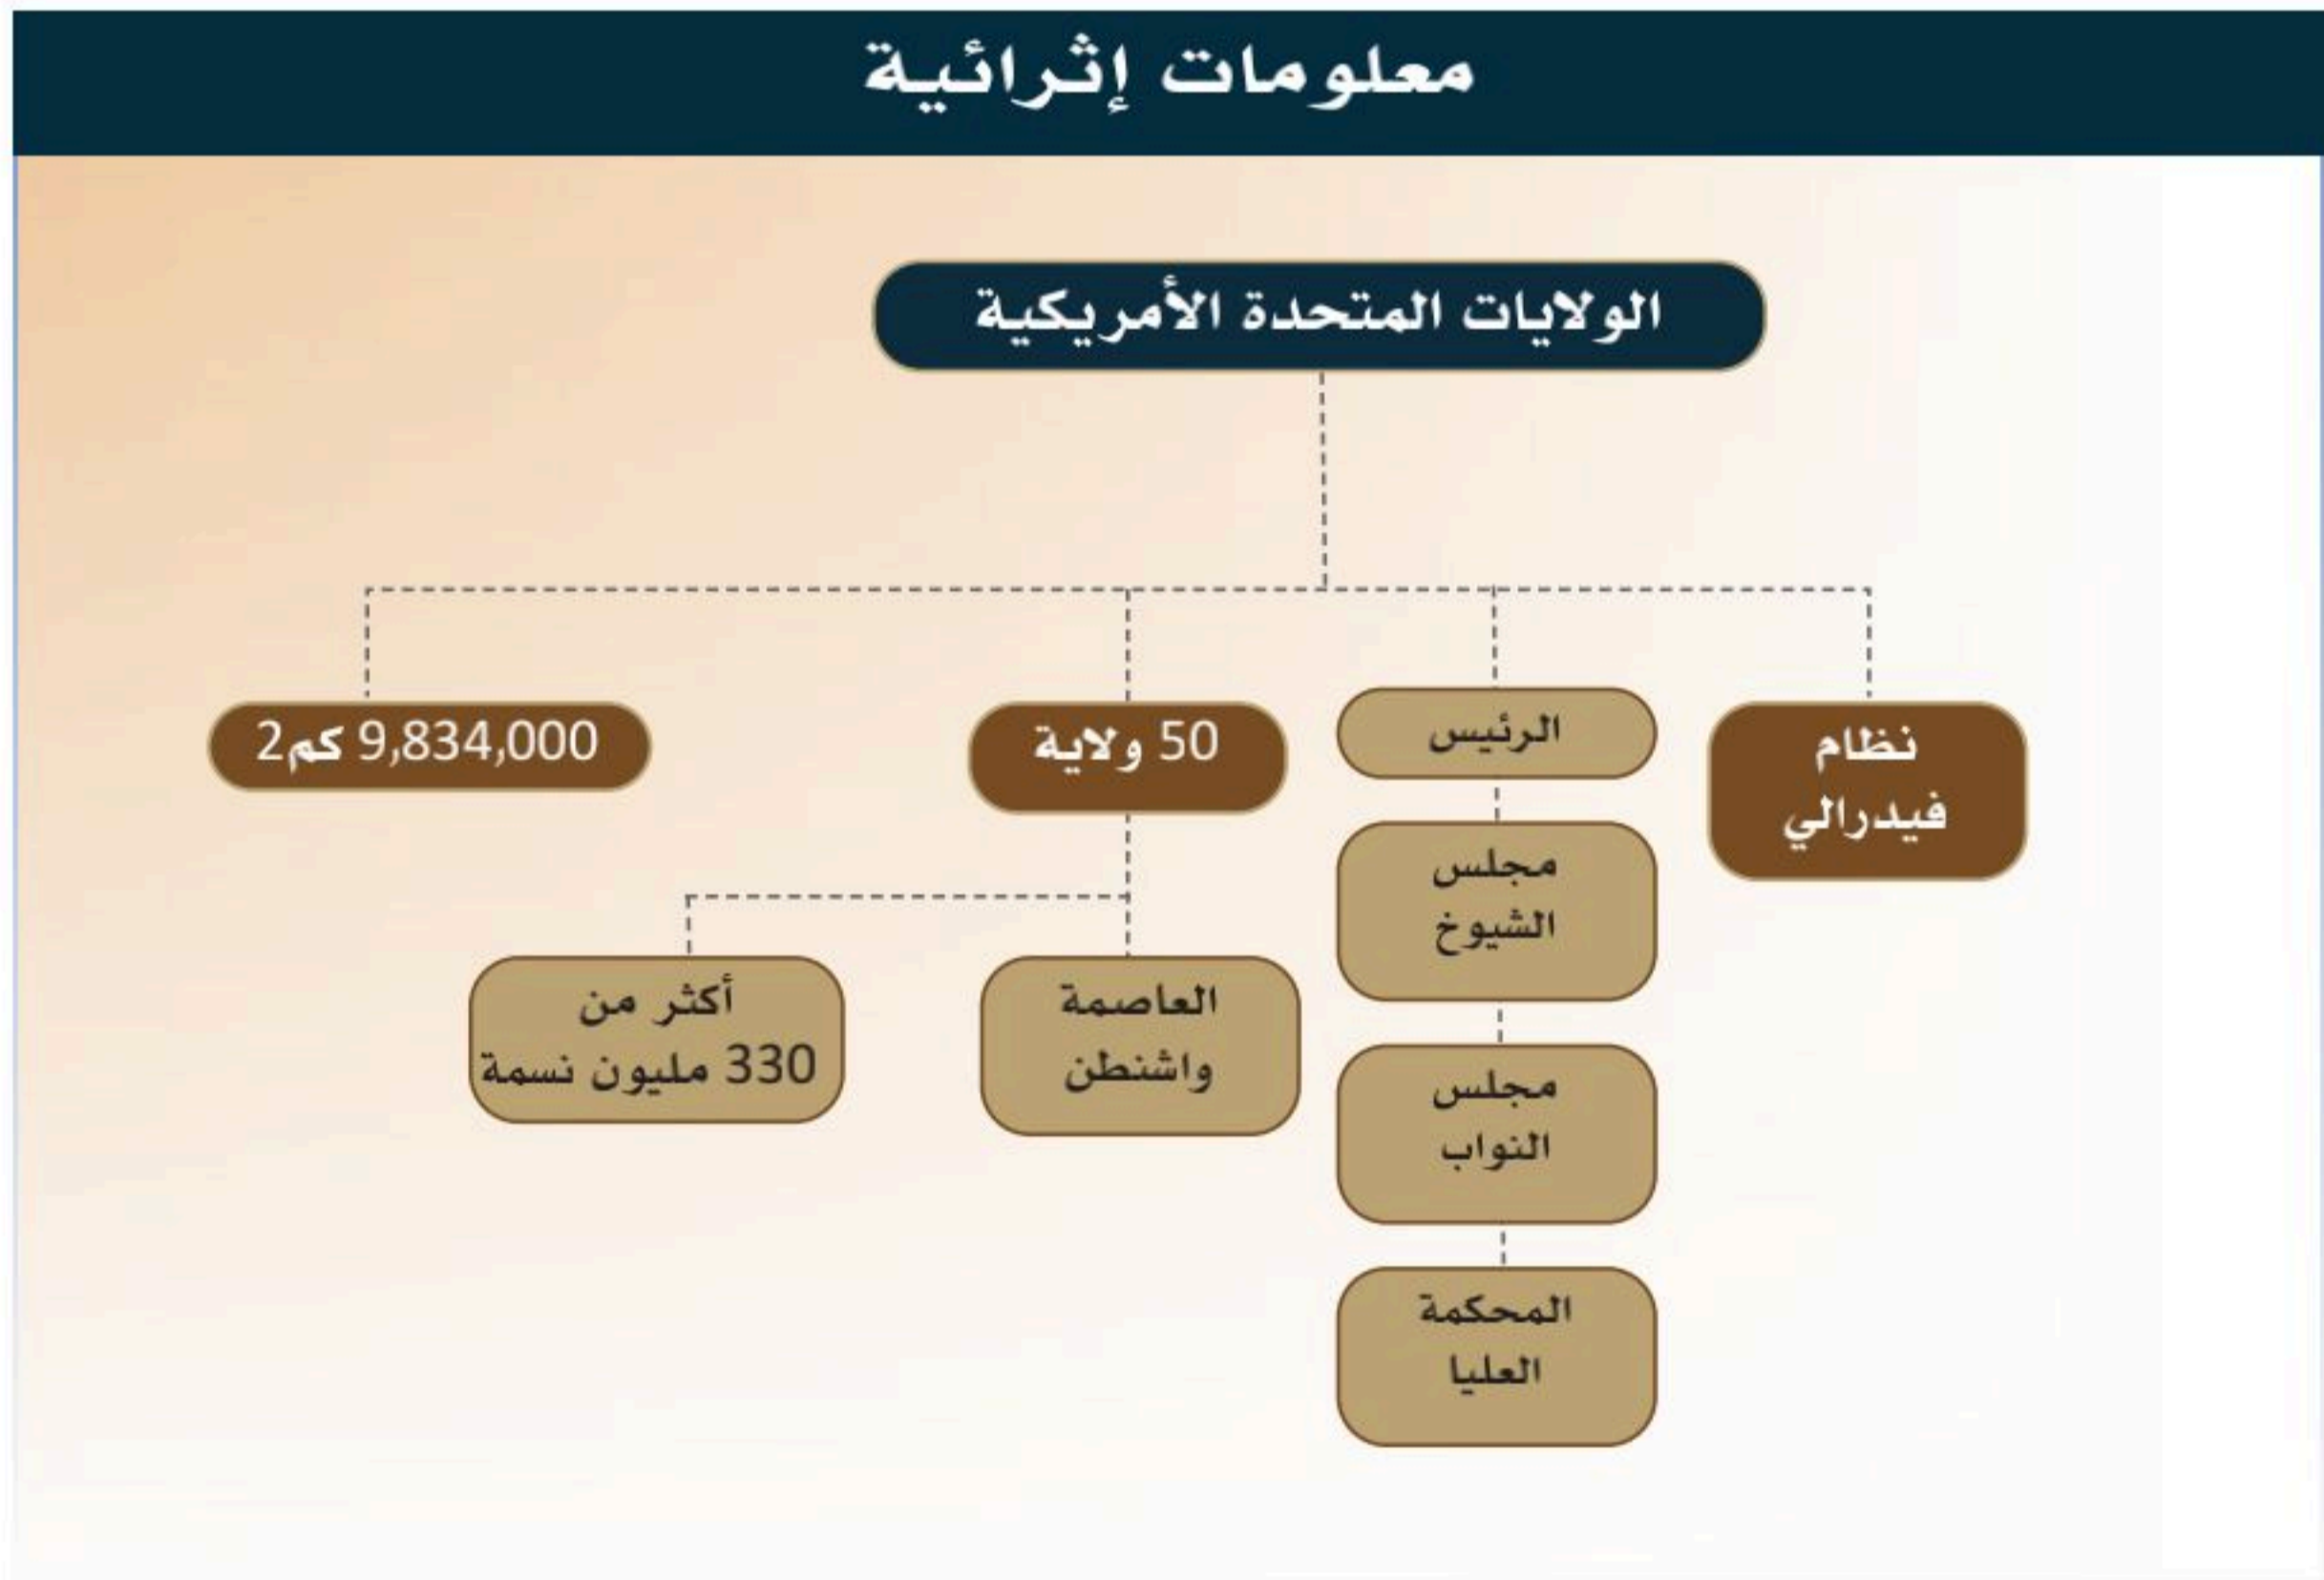 معلومات إثرائية
الولايات المتحدة الأمريكية
نظام
فيدرالي
الرئيس
مجلس
الشيوخ
مجلس
النواب
المحكمة
العليا
50 ولاية
العاصمة
واشنطن
أكثر من
330 مليون نسمة
9,834,000 كم2